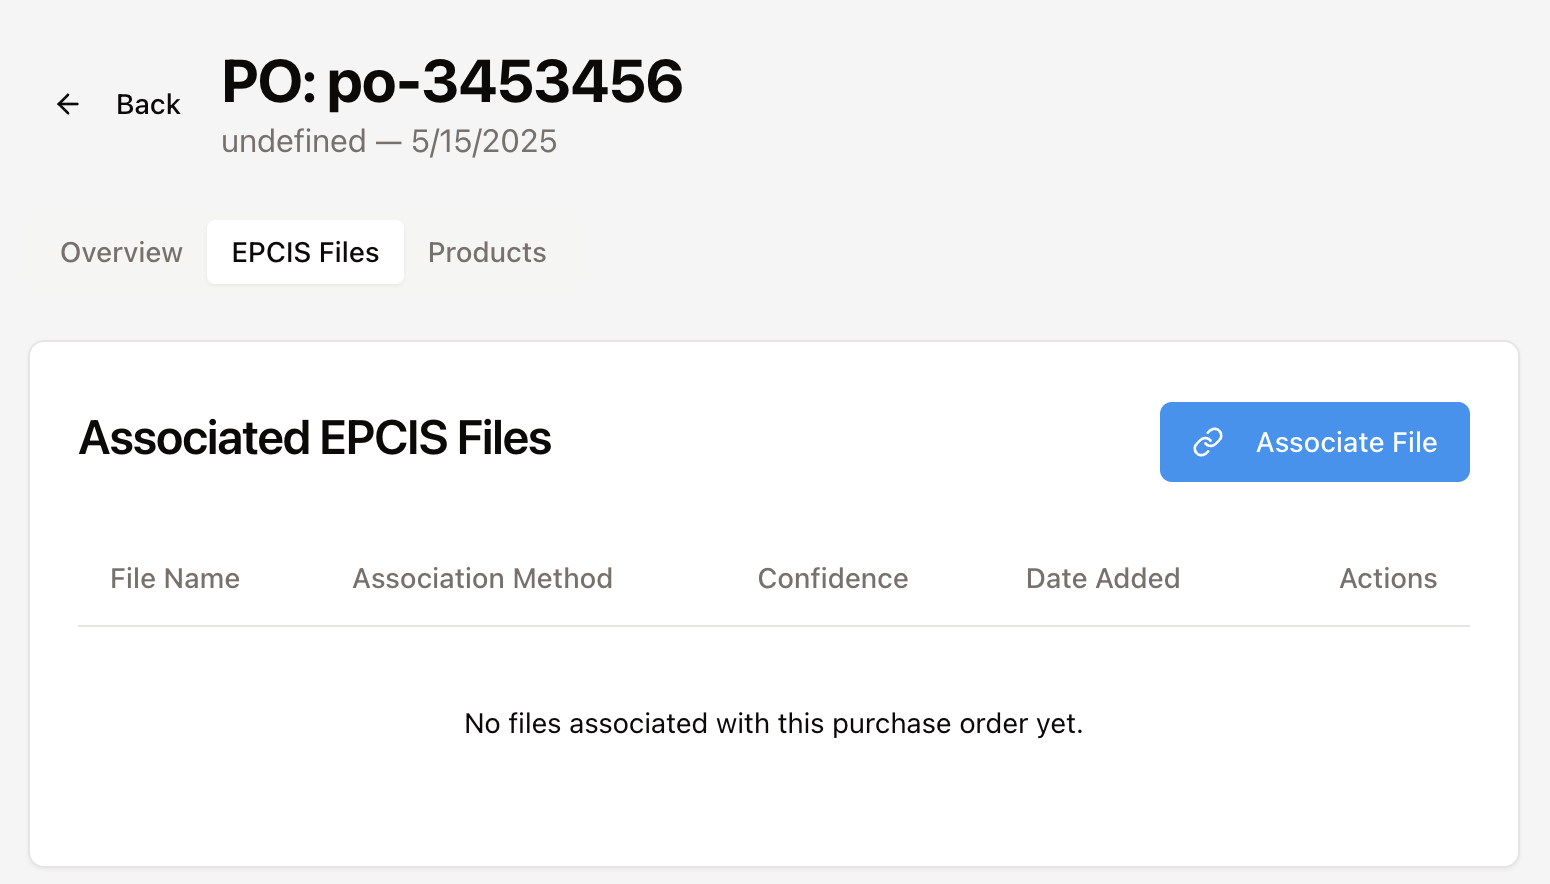 Back
PO: po-3453456
undefined — 5/15/2025
Overview
EPCIS Files
Products
Associated EPCIS Files
Associate File
File Name
Association Method
Confidence
Date Added
Actions
No files associated with this purchase order yet.